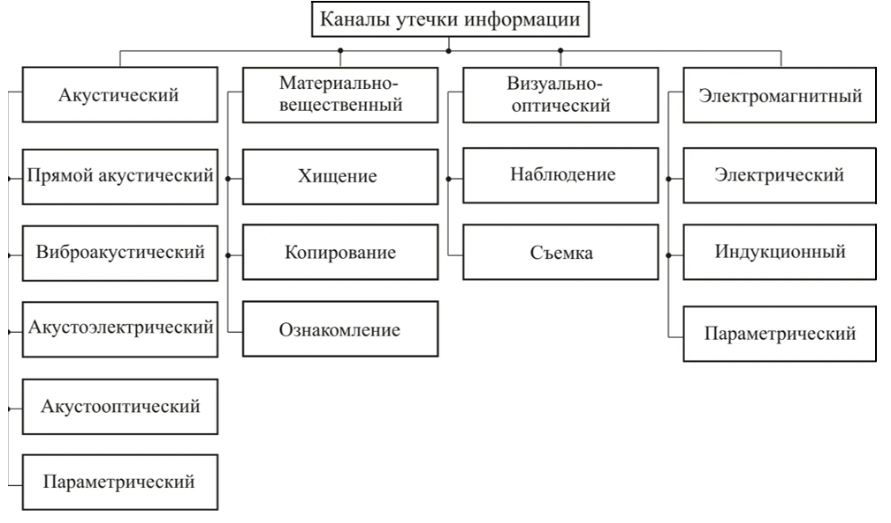 Каналы утечки информации
Акустический
Материально-
вещественный
Визуально-
оптический
Электромагнитный
Прямой акустический
Хищение
Наблюдение
Электрический
Виброакустический
Копирование
Съемка
Индукционный
Акустоэлектрический
Ознакомление
Параметрический
Акустооптический
Параметрический